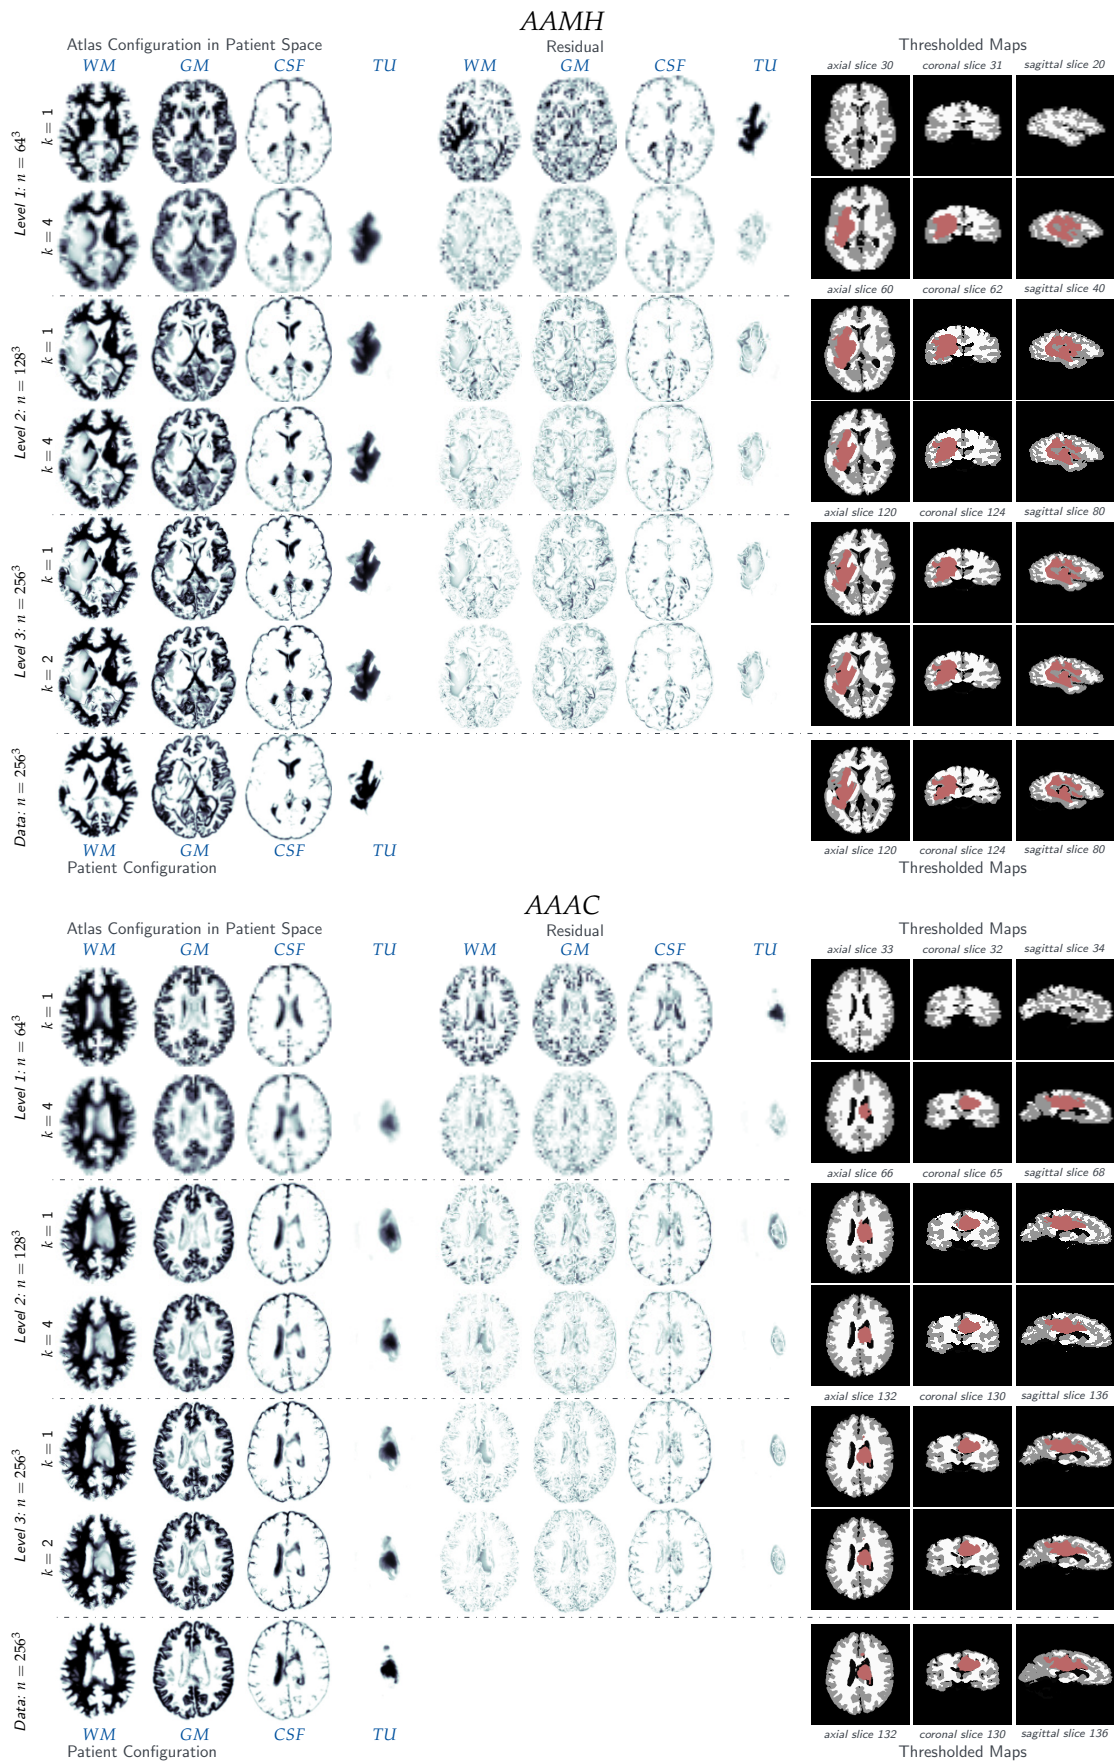 AAMH
Atlas Configuration in Patient Space Residual Thresholded Maps
WM GM CSF TU WM GM CSF TU axial slice 30 coronal slice 31 sagittal slice 20
Level 1: n = 64³
k = 1
k = 4
axial slice 60 coronal slice 62 sagittal slice 40
Level 2: n = 128³
k = 1
k = 4
axial slice 120 coronal slice 124 sagittal slice 80
Level 3: n = 256³
k = 1
k = 2
Data: n = 256³
WM GM CSF TU axial slice 120 coronal slice 124 sagittal slice 80
Patient Configuration Thresholded Maps
AAAC
Atlas Configuration in Patient Space Residual Thresholded Maps
WM GM CSF TU WM GM CSF TU axial slice 33 coronal slice 32 sagittal slice 34
Level 1: n = 64³
k = 1
k = 4
axial slice 66 coronal slice 65 sagittal slice 68
Level 2: n = 128³
k = 1
k = 4
axial slice 132 coronal slice 130 sagittal slice 136
Level 3: n = 256³
k = 1
k = 2
Data: n = 256³
WM GM CSF TU axial slice 132 coronal slice 130 sagittal slice 136
Patient Configuration Thresholded Maps